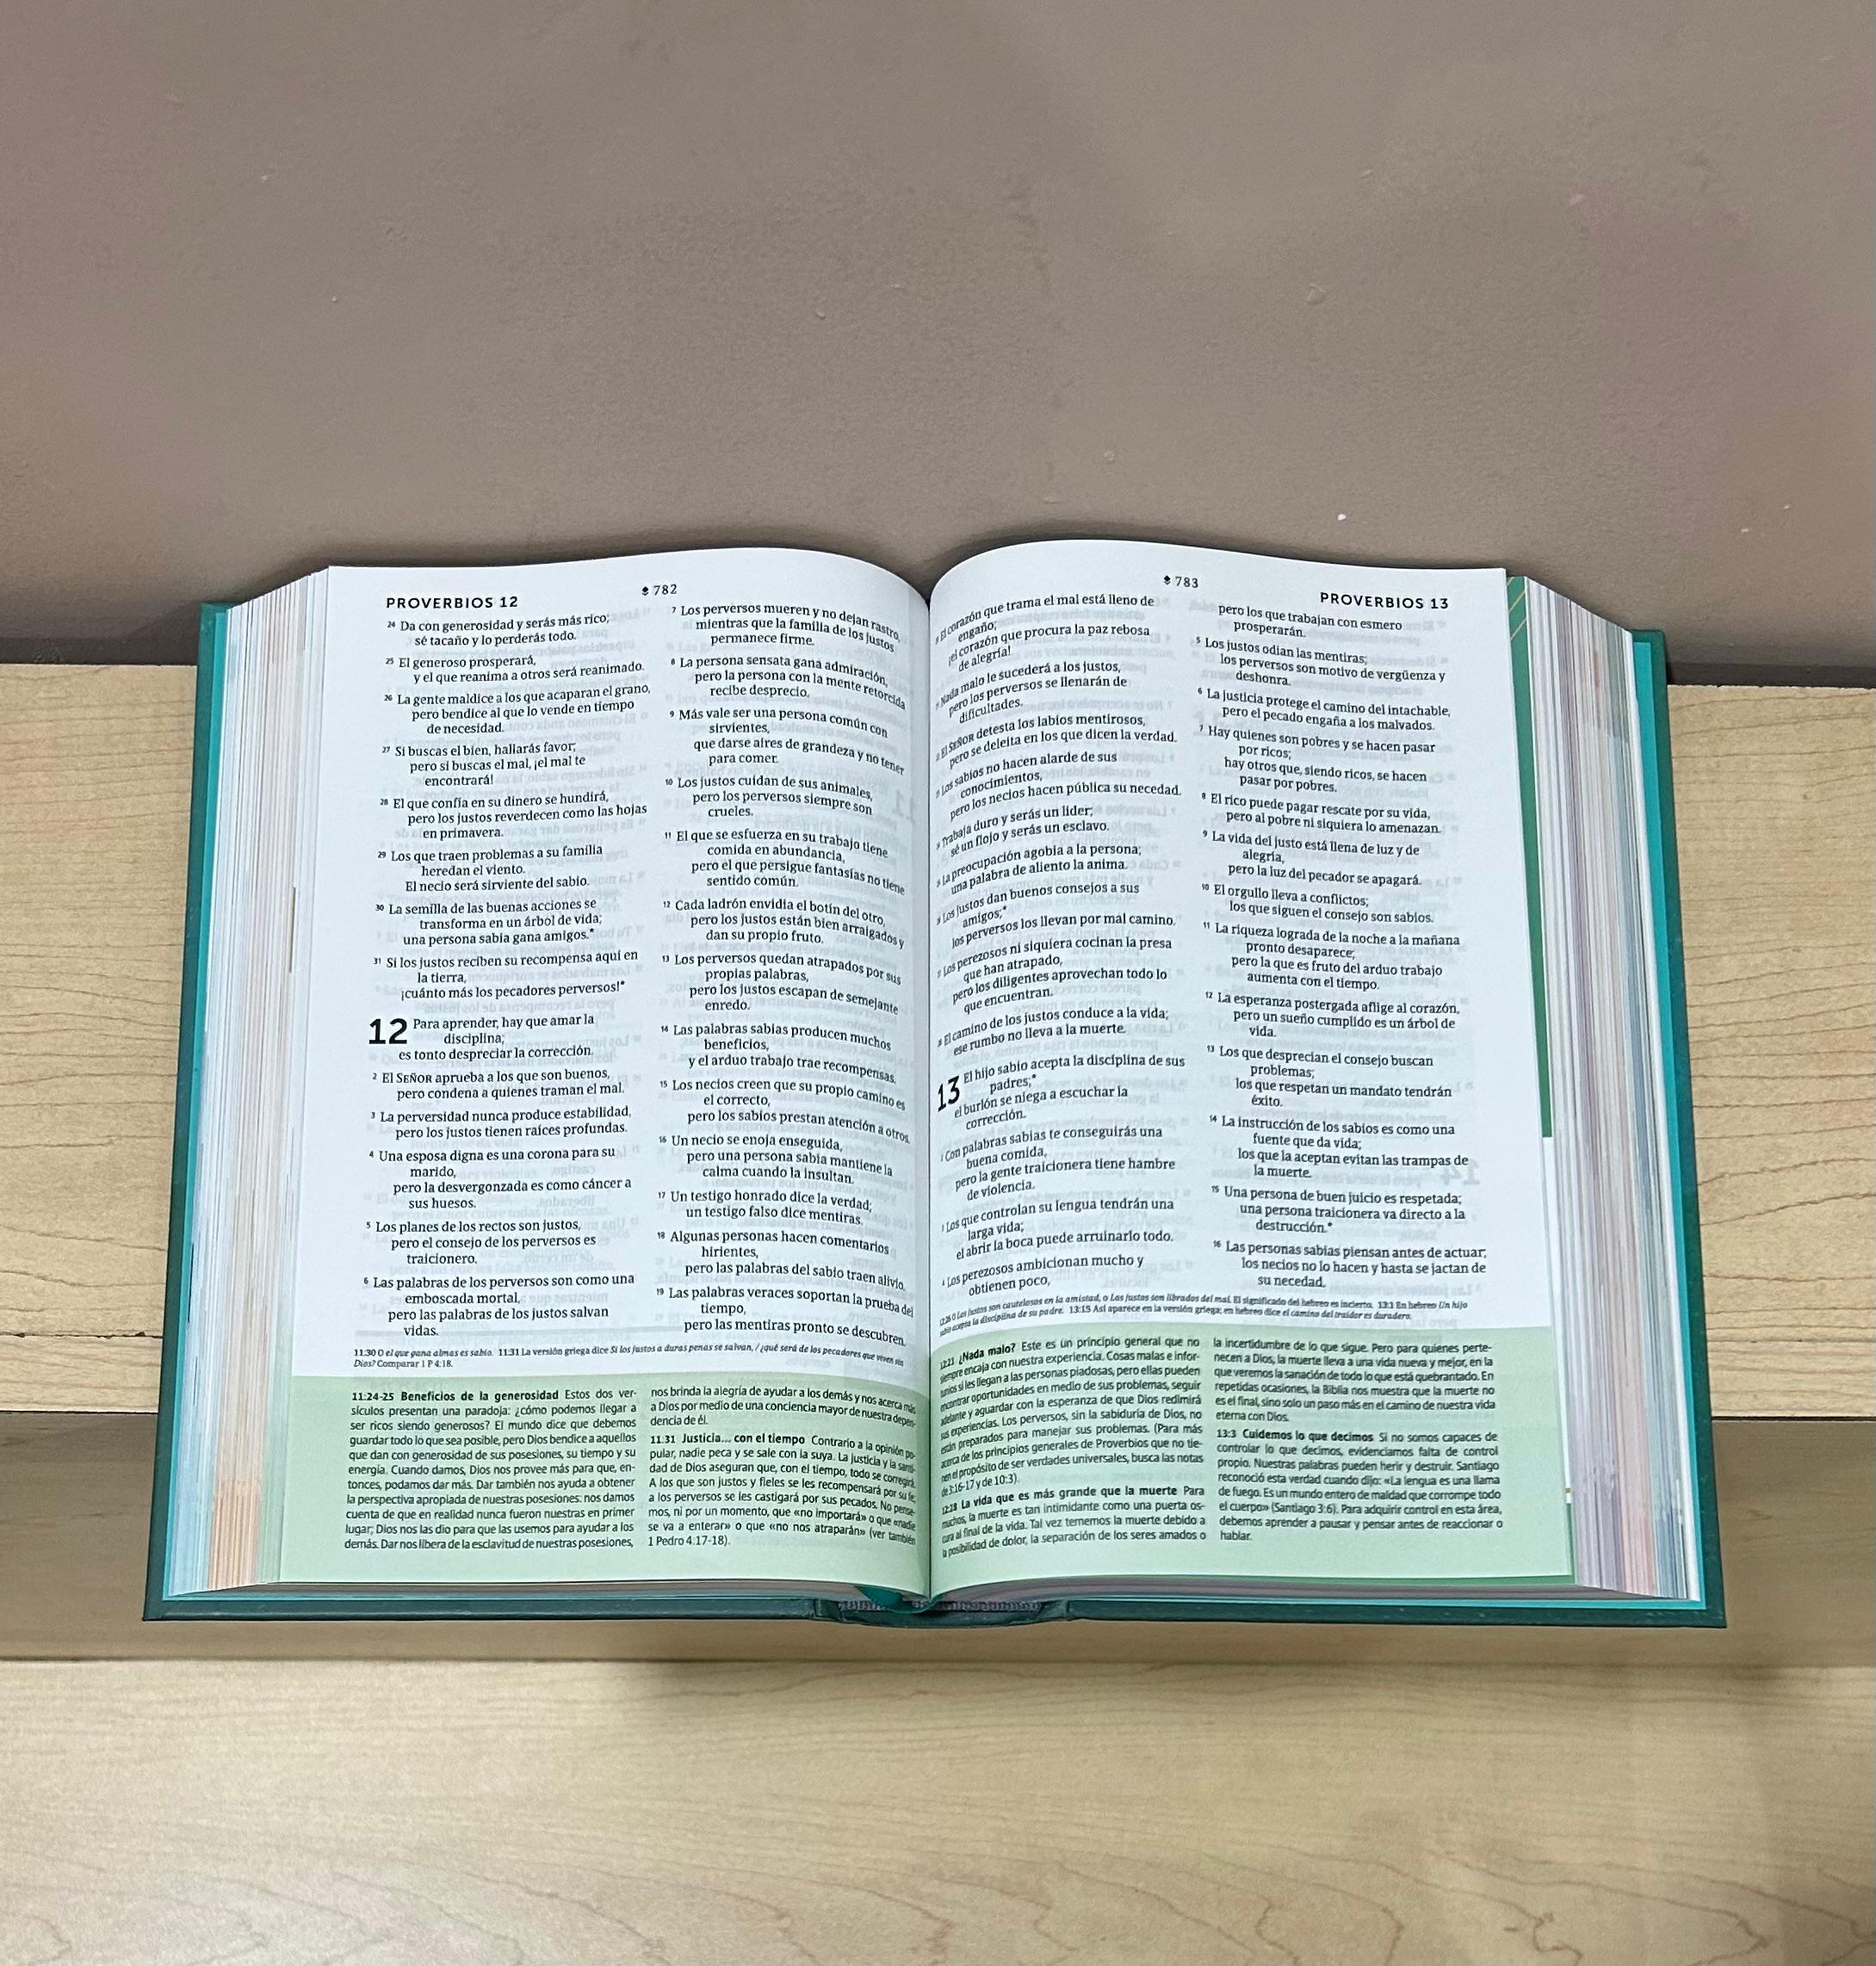 PROVERBIOS 12
782
24 Da con generosidad y serás más rico;
sé tacaño y lo perderás todo.
25 El generoso prosperará,
y el que reanima a otros será reanimado.
26 La gente maldice a los que acaparan el grano,
pero bendice al que lo vende en tiempo
de necesidad.
27 Si buscas el bien, hallarás favor;
pero si buscas el mal, ¡el mal te
encontrará!
28 El que confía en su dinero se hundirá,
pero los justos reverdecen como las hojas
en primavera.
29 Los que traen problemas a su familia
heredan el viento.
El necio será sirviente del sabio.
30 La semilla de las buenas acciones se
transforma en un árbol de vida;
una persona sabia gana amigos.*
31 Si los justos reciben su recompensa aquí en
la tierra,
¡cuánto más los pecadores perversos!*
12 Para aprender, hay que amar la
disciplina;
es tonto despreciar la corrección.
2 El SEÑOR aprueba a los que son buenos,
pero condena a quienes traman el mal.
3 La perversidad nunca produce estabilidad,
pero los justos tienen raíces profundas.
4 Una esposa digna es una corona para su
marido,
pero la desvergonzada es como cáncer a
sus huesos.
5 Los planes de los rectos son justos,
pero el consejo de los perversos es
traicionero.
6 Las palabras de los perversos son como una
emboscada mortal,
pero las palabras de los justos salvan
vidas.
7 Los perversos mueren y no dejan rastro,
mientras que la familia de los justos
permanece firme.
8 La persona sensata gana admiración,
pero la persona con la mente retorcida
recibe desprecio.
9 Más vale ser una persona común con
sirvientes,
que darse aires de grandeza y no tener
para comer.
10 Los justos cuidan de sus animales,
pero los perversos siempre son
crueles.
11 El que se esfuerza en su trabajo tiene
comida en abundancia,
pero el que persigue fantasías no tiene
sentido común.
12 Cada ladrón envidia el botín del otro,
pero los justos están bien arraigados y
dan su propio fruto.
13 Los perversos quedan atrapados por sus
propias palabras,
pero los justos escapan de semejante
enredo.
14 Las palabras sabias producen muchos
beneficios,
y el arduo trabajo trae recompensas.
15 Los necios creen que su propio camino es
el correcto,
pero los sabios prestan atención a otros.
16 Un necio se enoja enseguida,
pero una persona sabia mantiene la
calma cuando la insultan.
17 Un testigo honrado dice la verdad;
un testigo falso dice mentiras.
18 Algunas personas hacen comentarios
hirientes,
pero las palabras del sabio traen alivio.
19 Las palabras veraces soportan la prueba del
tiempo,
pero las mentiras pronto se descubren.
11:30 O el que gana almas es sabio. 11:31 La versión griega dice Si los justos a duras penas se salvan, / ¿qué será de los pecadores que viven sin
Dios? Comparar 1 P 4:18.
11:24-25 Beneficios de la generosidad Estos dos ver-
sículos presentan una paradoja: ¿cómo podemos llegar a
ser ricos siendo generosos? El mundo dice que debemos
guardar todo lo que sea posible, pero Dios bendice a aquellos
que dan con generosidad de sus posesiones, su tiempo y su
energía. Cuando damos, Dios nos provee más para que, en-
tonces, podamos dar más. Dar también nos ayuda a obtener
la perspectiva apropiada de nuestras posesiones: nos damos
cuenta de que en realidad nunca fueron nuestras en primer
lugar; Dios nos las dio para que las usemos para ayudar a los
demás. Dar nos libera de la esclavitud de nuestras posesiones,
nos brinda la alegría de ayudar a los demás y nos acerca más
a Dios por medio de una conciencia mayor de nuestra depen-
dencia de él.
11:31 Justicia... con el tiempo Contrario a la opinión po-
pular, nadie peca y se sale con la suya. La justicia y la santi-
dad de Dios aseguran que, con el tiempo, todo se corregirá.
A los que son justos y fieles se les recompensará por su fe;
a los perversos se les castigará por sus pecados. No pense-
mos, ni por un momento, que «no importará» o que «nadie
se va a enterar» o que «no nos atraparán» (ver también
1 Pedro 4:17-18).
783
PROVERBIOS 13
El corazón que trama el mal está lleno de
engaño;
¡el corazón que procura la paz rebosa
de alegría!
Nada malo le sucederá a los justos,
pero los perversos se llenarán de
dificultades.
El SEÑOR detesta los labios mentirosos,
pero se deleita en los que dicen la verdad.
Los sabios no hacen alarde de sus
conocimientos,
pero los necios hacen pública su necedad.
Trabaja duro y serás un líder;
sé un flojo y serás un esclavo.
La preocupación agobia a la persona;
una palabra de aliento la anima.
Los justos dan buenos consejos a sus
amigos;*
los perversos los llevan por mal camino.
Los perezosos ni siquiera cocinan la presa
que han atrapado,
pero los diligentes aprovechan todo lo
que encuentran.
El camino de los justos conduce a la vida;
ese rumbo no lleva a la muerte.
13 El hijo sabio acepta la disciplina de sus
padres;*
el burlón se niega a escuchar la
corrección.
Con palabras sabias te conseguirás una
buena comida,
pero la gente traicionera tiene hambre
de violencia.
Los que controlan su lengua tendrán una
larga vida;
el abrir la boca puede arruinarlo todo.
4 Los perezosos ambicionan mucho y
obtienen poco,
pero los que trabajan con esmero
prosperarán.
5 Los justos odian las mentiras;
los perversos son motivo de vergüenza y
deshonra.
6 La justicia protege el camino del intachable,
pero el pecado engaña a los malvados.
7 Hay quienes son pobres y se hacen pasar
por ricos;
hay otros que, siendo ricos, se hacen
pasar por pobres.
8 El rico puede pagar rescate por su vida,
pero al pobre ni siquiera lo amenazan.
9 La vida del justo está llena de luz y de
alegría,
pero la luz del pecador se apagará.
10 El orgullo lleva a conflictos;
los que siguen el consejo son sabios.
11 La riqueza lograda de la noche a la mañana
pronto desaparece;
pero la que es fruto del arduo trabajo
aumenta con el tiempo.
12 La esperanza postergada aflige al corazón,
pero un sueño cumplido es un árbol de
vida.
13 Los que desprecian el consejo buscan
problemas;
los que respetan un mandato tendrán
éxito.
14 La instrucción de los sabios es como una
fuente que da vida;
los que la aceptan evitan las trampas de
la muerte.
15 Una persona de buen juicio es respetada;
una persona traicionera va directo a la
destrucción.*
16 Las personas sabias piensan antes de actuar;
los necios no lo hacen y hasta se jactan de
su necedad.
12:26 O Los justos son cautelosos en la amistad, o Los justos son librados del mal. El significado del hebreo es incierto. 13:1 En hebreo Un hijo
sabio acepta la disciplina de su padre. 13:15 Así aparece en la versión griega; en hebreo dice el camino del traidor es duradero.
12:21 ¿Nada malo? Este es un principio general que no
siempre encaja con nuestra experiencia. Cosas malas e infor-
tunios sí les llegan a las personas piadosas, pero ellas pueden
encontrar oportunidades en medio de sus problemas, seguir
adelante y aguardar con la esperanza de que Dios redimirá
sus experiencias. Los perversos, sin la sabiduría de Dios, no
están preparados para manejar sus problemas. (Para más
acerca de los principios generales de Proverbios que no tie-
nen el propósito de ser verdades universales, busca las notas
de 3:16-17 y de 10:3).
12:28 La vida que es más grande que la muerte Para
muchos, la muerte es tan intimidante como una puerta os-
cura al final de la vida. Tal vez tememos la muerte debido a
la posibilidad de dolor, la separación de los seres amados o
la incertidumbre de lo que sigue. Pero para quienes perte-
necen a Dios, la muerte lleva a una vida nueva y mejor, en la
que veremos la sanación de todo lo que está quebrantado. En
repetidas ocasiones, la Biblia nos muestra que la muerte no
es el final, sino solo un paso más en el camino de nuestra vida
eterna con Dios.
13:3 Cuidemos lo que decimos Si no somos capaces de
controlar lo que decimos, evidenciamos falta de control
propio. Nuestras palabras pueden herir y destruir. Santiago
reconoció esta verdad cuando dijo: «La lengua es una llama
de fuego. Es un mundo entero de maldad que corrompe todo
el cuerpo» (Santiago 3:6). Para adquirir control en esta área,
debemos aprender a pausar y pensar antes de reaccionar o
hablar.